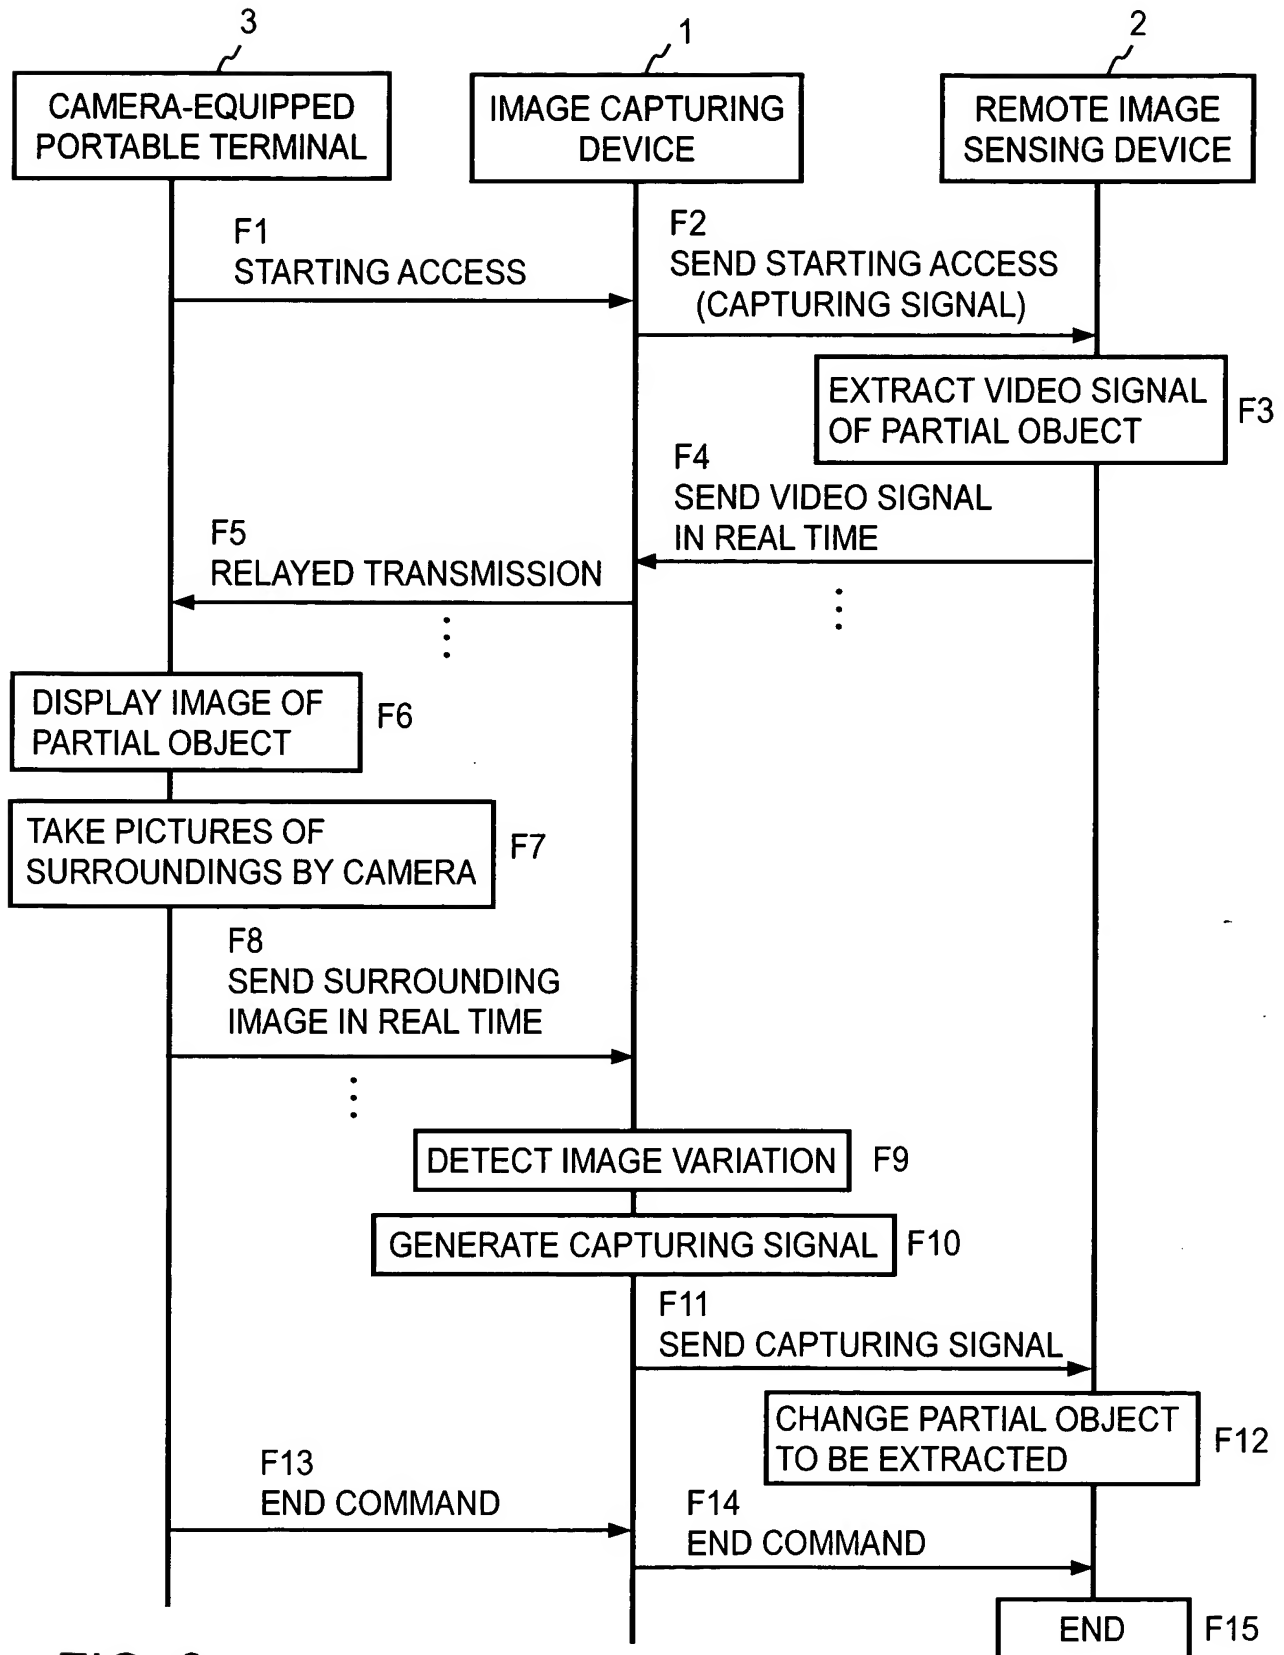 3
1
2
CAMERA-EQUIPPED
PORTABLE TERMINAL
IMAGE CAPTURING
DEVICE
REMOTE IMAGE
SENSING DEVICE
F1
STARTING ACCESS
F2
SEND STARTING ACCESS
(CAPTURING SIGNAL)
EXTRACT VIDEO SIGNAL
OF PARTIAL OBJECT
F3
F4
SEND VIDEO SIGNAL
IN REAL TIME
F5
RELAYED TRANSMISSION
DISPLAY IMAGE OF
PARTIAL OBJECT
F6
TAKE PICTURES OF
SURROUNDINGS BY CAMERA
F7
F8
SEND SURROUNDING
IMAGE IN REAL TIME
DETECT IMAGE VARIATION
F9
GENERATE CAPTURING SIGNAL
F10
F11
SEND CAPTURING SIGNAL
CHANGE PARTIAL OBJECT
TO BE EXTRACTED
F12
F13
END COMMAND
F14
END COMMAND
END
F15